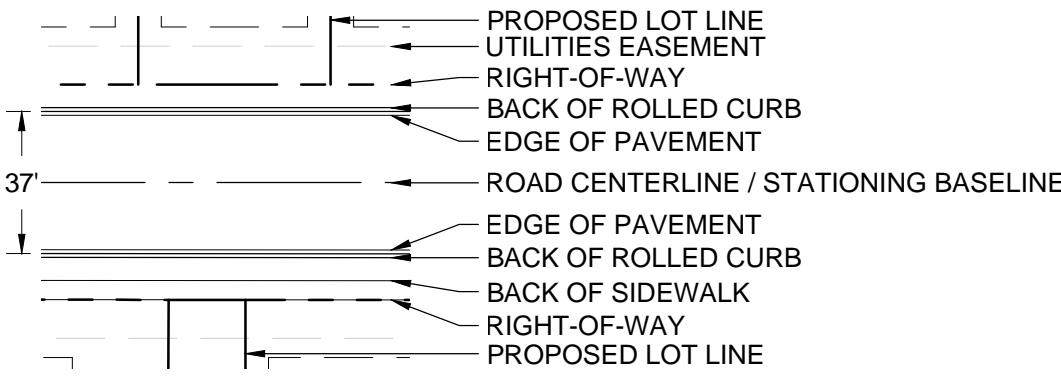 PROPOSED LOT LINE
UTILITIES EASEMENT
RIGHT-OF-WAY
BACK OF ROLLED CURB
EDGE OF PAVEMENT
37'
ROAD CENTERLINE / STATIONING BASELINE
EDGE OF PAVEMENT
BACK OF ROLLED CURB
BACK OF SIDEWALK
RIGHT-OF-WAY
PROPOSED LOT LINE